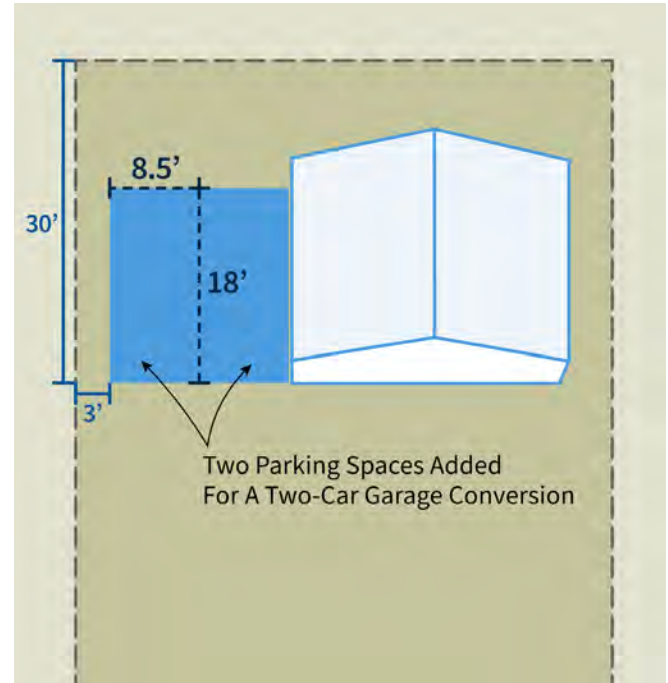 8.5’
30’
18’
3’
Two Parking Spaces Added
For A Two-Car Garage Conversion